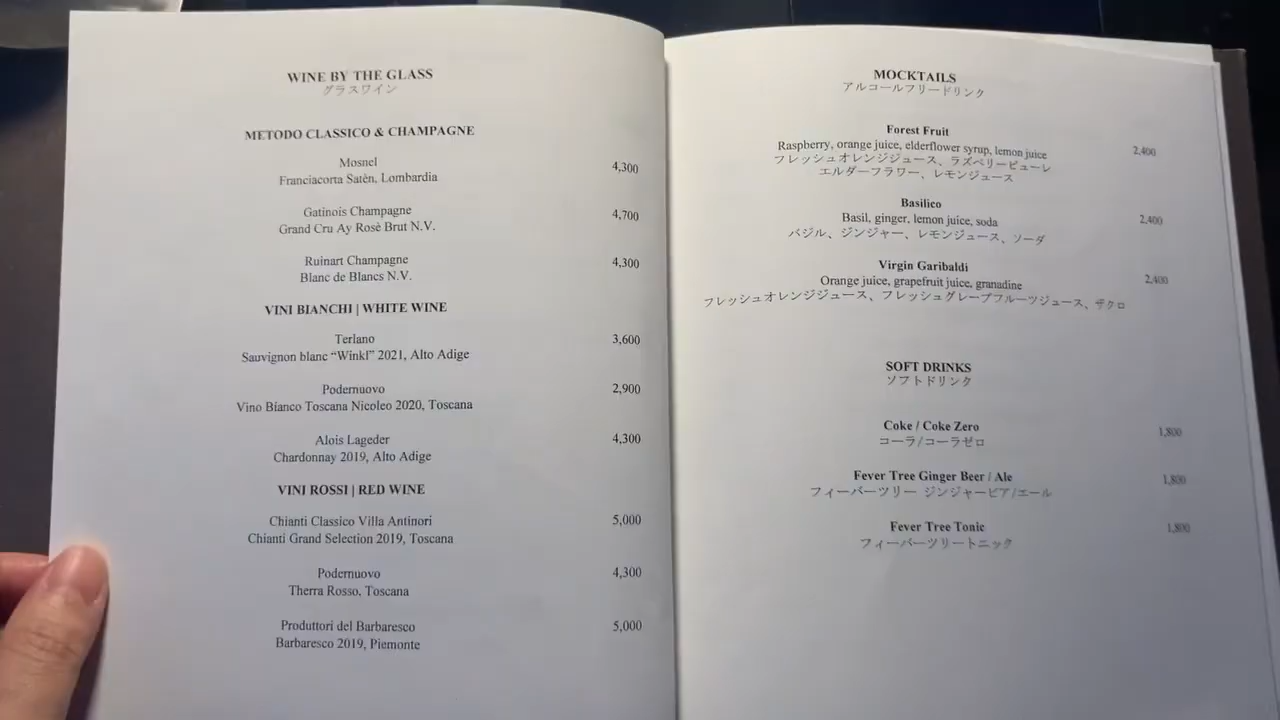 WINE BY THE GLASS
グラスワイン
METODO CLASSICO & CHAMPAGNE
Mosnel
Franciacorta Satèn, Lombardia
4,300
Gatinois Champagne
Grand Cru Ay Rosè Brut N.V.
4,700
Ruinart Champagne
Blanc de Blancs N.V.
4,300
VINI BIANCHI | WHITE WINE
Terlano
Sauvignon blanc “Winkl” 2021, Alto Adige
3,600
Podernuovo
Vino Bianco Toscana Nicoleo 2020, Toscana
2,900
Alois Lageder
Chardonnay 2019, Alto Adige
4,300
VINI ROSSI | RED WINE
Chianti Classico Villa Antinori
Chianti Grand Selection 2019, Toscana
5,000
Podernuovo
Therra Rosso, Toscana
4,300
Produttori del Barbaresco
Barbaresco 2019, Piemonte
5,000
MOCKTAILS
アルコールフリードリンク
Forest Fruit
Raspberry, orange juice, elderflower syrup, lemon juice
フレッシュオレンジジュース、ラズベリーピューレ
エルダーフラワー、レモンジュース
2,400
Basilico
Basil, ginger, lemon juice, soda
バジル、ジンジャー、レモンジュース、ソーダ
2,400
Virgin Garibaldi
Orange juice, grapefruit juice, granadine
フレッシュオレンジジュース、フレッシュグレープフルーツジュース、ザクロ
2,400
SOFT DRINKS
ソフトドリンク
Coke / Coke Zero
コーラ/コーラゼロ
1,800
Fever Tree Ginger Beer / Ale
フィーバーツリー ジンジャービア/エール
1,800
Fever Tree Tonic
フィーバーツリートニック
1,800